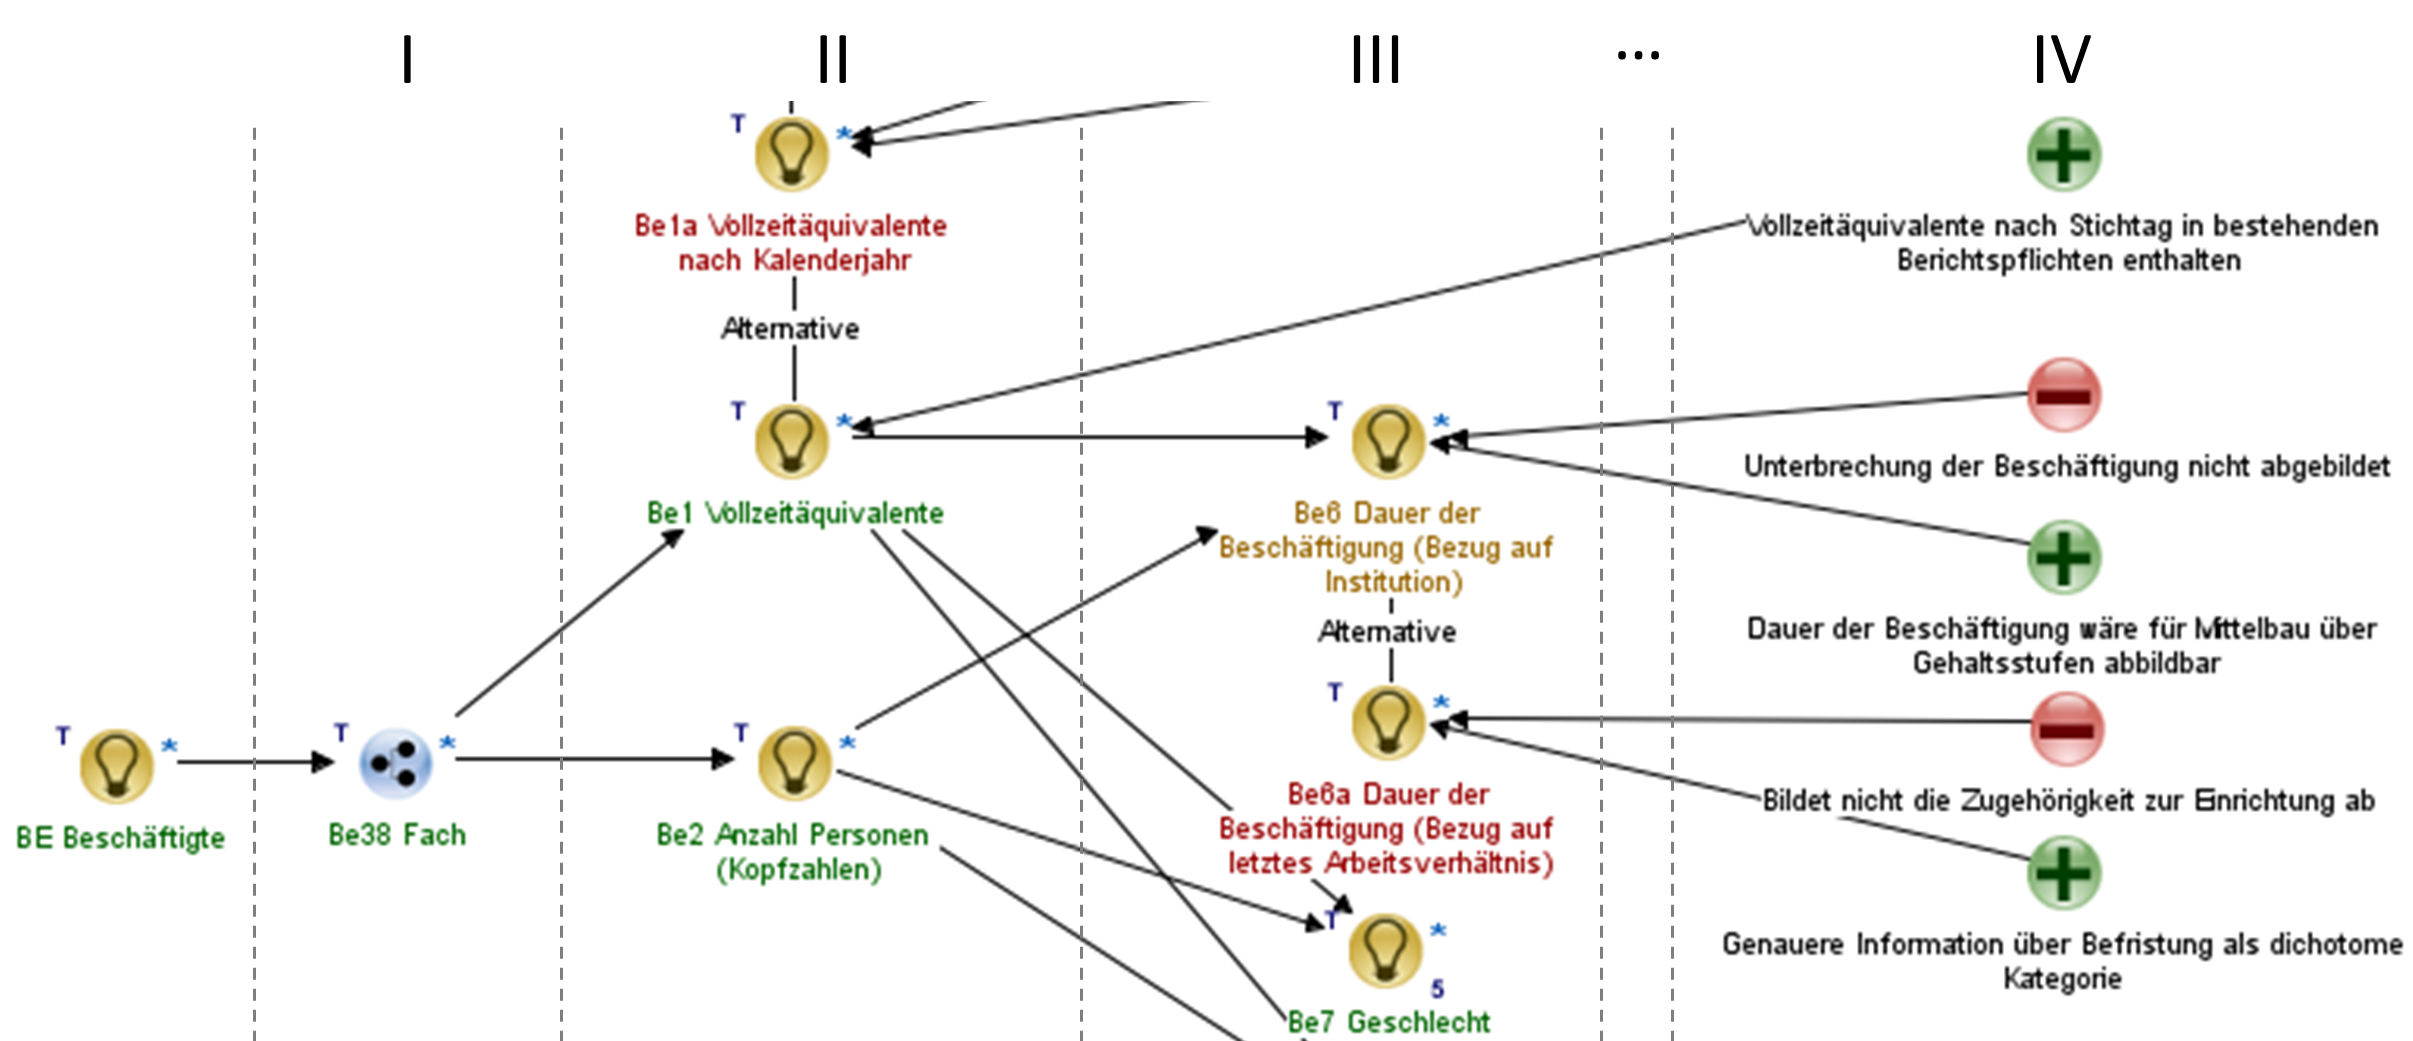 I
II
III
...
IV
T
*
Be1a Vollzeitäquivalente
nach Kalenderjahr
Vollzeitäquivalente nach Stichtag in bestehenden
Berichtspflichten enthalten
Alternative
T
*
T
*
Unterbrechung der Beschäftigung nicht abgebildet
Be1 Vollzeitäquivalente
Be6 Dauer der
Beschäftigung (Bezug auf
Institution)
Alternative
Dauer der Beschäftigung wäre für Mittelbau über
Gehaltsstufen abbildbar
T
*
T
*
T
*
T
*
BE Beschäftigte
Be38 Fach
Be2 Anzahl Personen
(Kopfzahlen)
Be6a Dauer der
Beschäftigung (Bezug auf
letztes Arbeitsverhältnis)
Bildet nicht die Zugehörigkeit zur Einrichtung ab
T
*
5
Be7 Geschlecht
Genauere Information über Befristung als dichotome
Kategorie